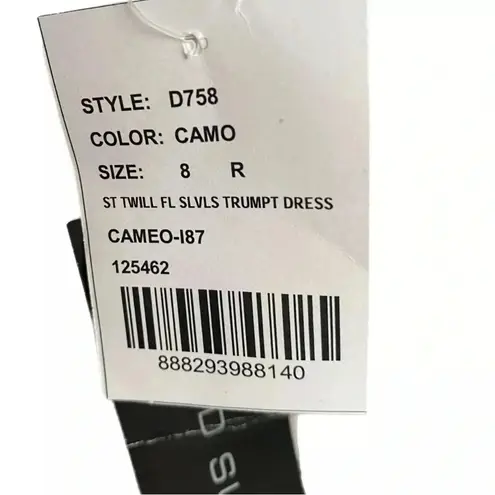 STYLE: D758
COLOR: CAMO
SIZE: 8 R
ST TWILL FL SLVLS TRUMPT DRESS
CAMEO-I87
125462
888293988140